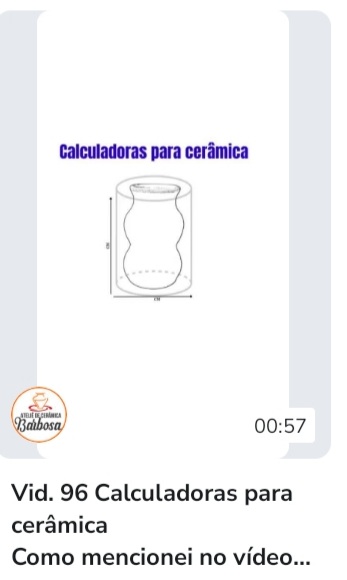 Calculadoras para cerâmica
ATELIÊ DE CERÂMICA
Barbosa
00:57
Vid. 96 Calculadoras para
cerâmica
Como mencionei no vídeo...